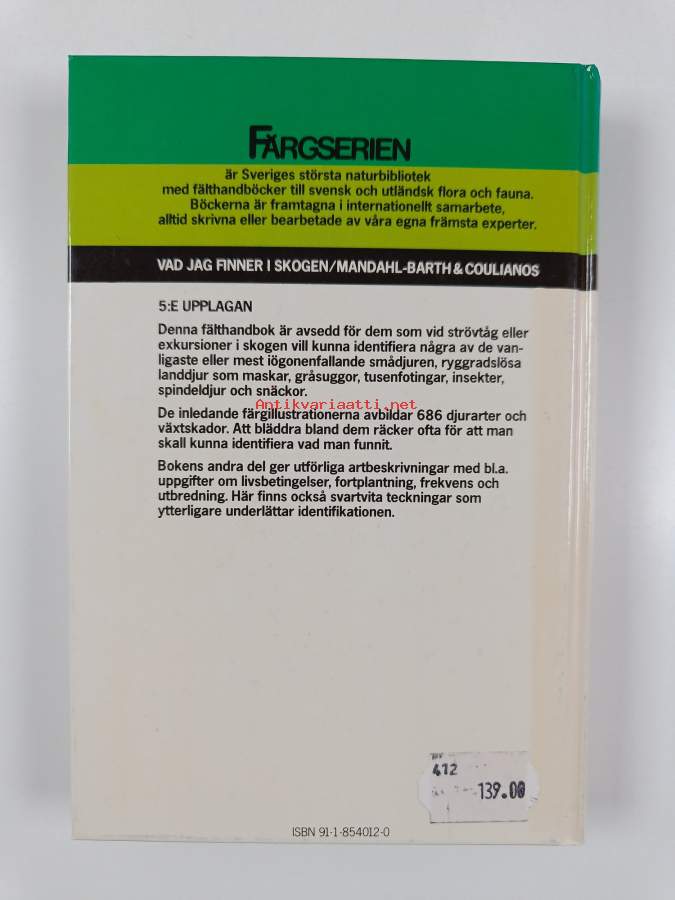 FÄRGSERIEN
är Sveriges största naturbibliotek
med fälthandböcker till svensk och utländsk flora och fauna.
Böckerna är framtagna i internationellt samarbete,
alltid skrivna eller bearbetade av våra egna främsta experter.
VAD JAG FINNER I SKOGEN/MANDAHL-BARTH & COULIANOS
5:E UPPLAGAN
Denna fälthandbok är avsedd för dem som vid strövtåg eller
exkursioner i skogen vill kunna identifiera några av de van-
ligaste eller mest iögonenfallande smådjuren, ryggradslösa
landdjur som maskar, gråsuggor, tusenfotingar, insekter,
spindeldjur och snäckor.
Antikvariaatti.net
De inledande färgillustrationerna avbildar 686 djurarter och
växtskador. Att bläddra bland dem räcker ofta för att man
skall kunna identifiera vad man funnit.
Bokens andra del ger utförliga artbeskrivningar med bl.a.
uppgifter om livsbetingelser, fortplantning, frekvens och
utbredning. Här finns också svartvita teckningar som
ytterligare underlättar identifikationen.
412
139.00
ISBN 91-1-854012-0